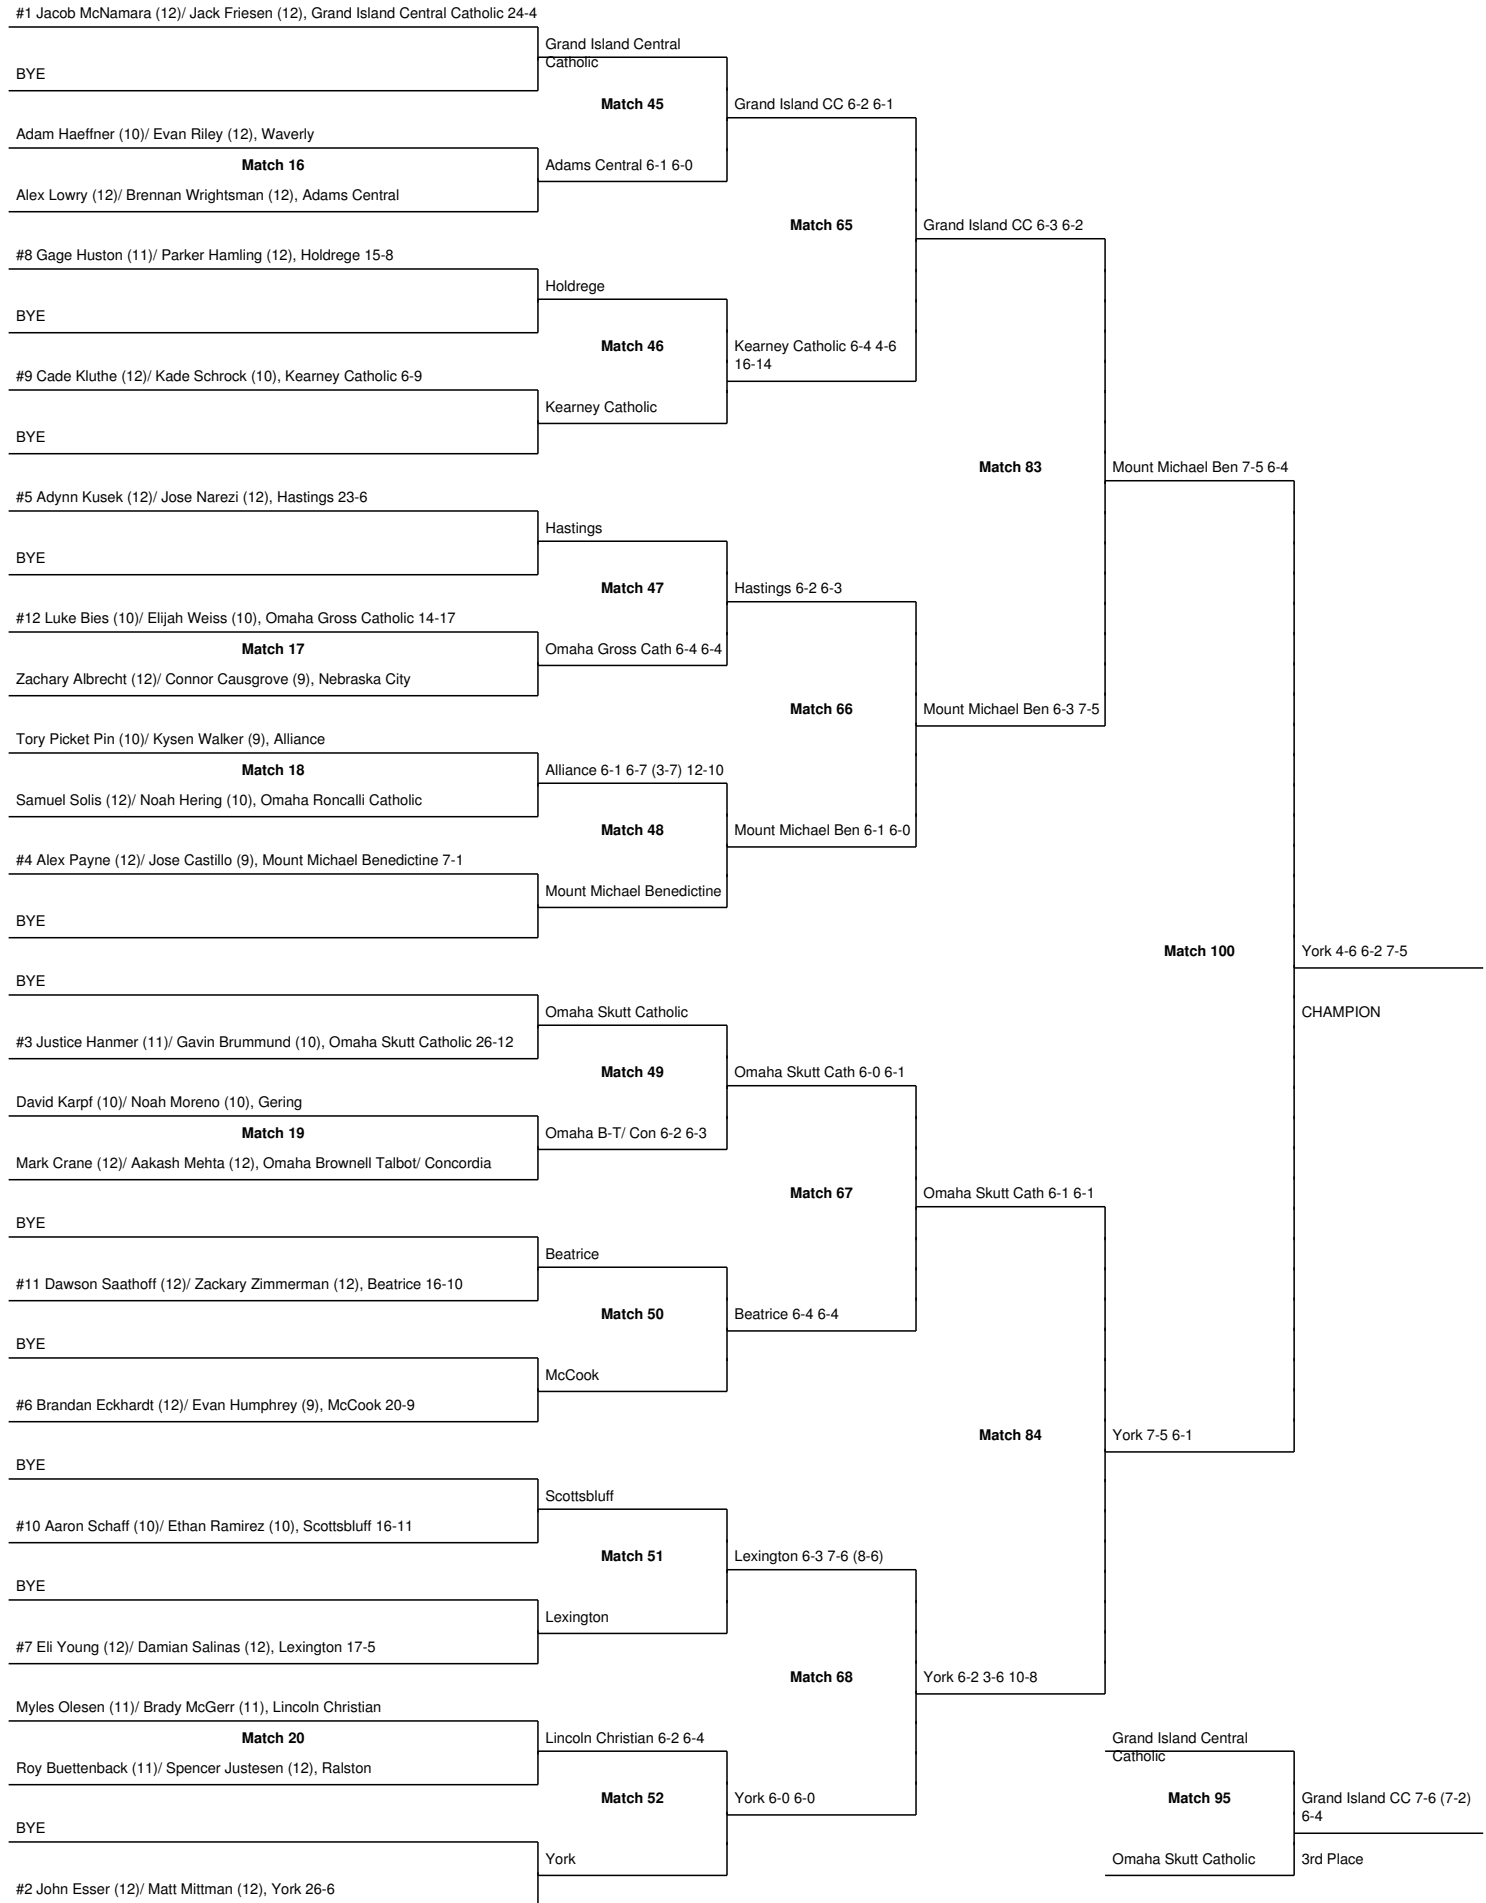 #1 Jacob McNamara (12)/ Jack Friesen (12), Grand Island Central Catholic 24-4
Grand Island Central
Catholic
BYE
Match 45
Grand Island CC 6-2 6-1
Adam Haeffner (10)/ Evan Riley (12), Waverly
Match 16
Adams Central 6-1 6-0
Alex Lowry (12)/ Brennan Wrightsman (12), Adams Central
Match 65
Grand Island CC 6-3 6-2
#8 Gage Huston (11)/ Parker Hamling (12), Holdrege 15-8
Holdrege
BYE
Match 46
Kearney Catholic 6-4 4-6
16-14
#9 Cade Kluthe (12)/ Kade Schrock (10), Kearney Catholic 6-9
Kearney Catholic
BYE
Match 83
Mount Michael Ben 7-5 6-4
#5 Adynn Kusek (12)/ Jose Narezi (12), Hastings 23-6
Hastings
BYE
Match 47
Hastings 6-2 6-3
#12 Luke Bies (10)/ Elijah Weiss (10), Omaha Gross Catholic 14-17
Match 17
Omaha Gross Cath 6-4 6-4
Zachary Albrecht (12)/ Connor Causgrove (9), Nebraska City
Match 66
Mount Michael Ben 6-3 7-5
Tory Picket Pin (10)/ Kysen Walker (9), Alliance
Match 18
Alliance 6-1 6-7 (3-7) 12-10
Samuel Solis (12)/ Noah Hering (10), Omaha Roncalli Catholic
Match 48
Mount Michael Ben 6-1 6-0
#4 Alex Payne (12)/ Jose Castillo (9), Mount Michael Benedictine 7-1
Mount Michael Benedictine
BYE
Match 100
York 4-6 6-2 7-5
BYE
Omaha Skutt Catholic
CHAMPION
#3 Justice Hanmer (11)/ Gavin Brummund (10), Omaha Skutt Catholic 26-12
Match 49
Omaha Skutt Cath 6-0 6-1
David Karpf (10)/ Noah Moreno (10), Gering
Match 19
Omaha B-T/ Con 6-2 6-3
Mark Crane (12)/ Aakash Mehta (12), Omaha Brownell Talbot/ Concordia
Match 67
Omaha Skutt Cath 6-1 6-1
BYE
Beatrice
#11 Dawson Saathoff (12)/ Zackary Zimmerman (12), Beatrice 16-10
Match 50
Beatrice 6-4 6-4
BYE
McCook
#6 Brandan Eckhardt (12)/ Evan Humphrey (9), McCook 20-9
Match 84
York 7-5 6-1
BYE
Scottsbluff
#10 Aaron Schaff (10)/ Ethan Ramirez (10), Scottsbluff 16-11
Match 51
Lexington 6-3 7-6 (8-6)
BYE
Lexington
#7 Eli Young (12)/ Damian Salinas (12), Lexington 17-5
Match 68
York 6-2 3-6 10-8
Myles Olesen (11)/ Brady McGerr (11), Lincoln Christian
Match 20
Lincoln Christian 6-2 6-4
Grand Island Central
Catholic
Roy Buettenback (11)/ Spencer Justesen (12), Ralston
Match 52
York 6-0 6-0
Match 95
Grand Island CC 7-6 (7-2)
6-4
BYE
York
Omaha Skutt Catholic
3rd Place
#2 John Esser (12)/ Matt Mittman (12), York 26-6